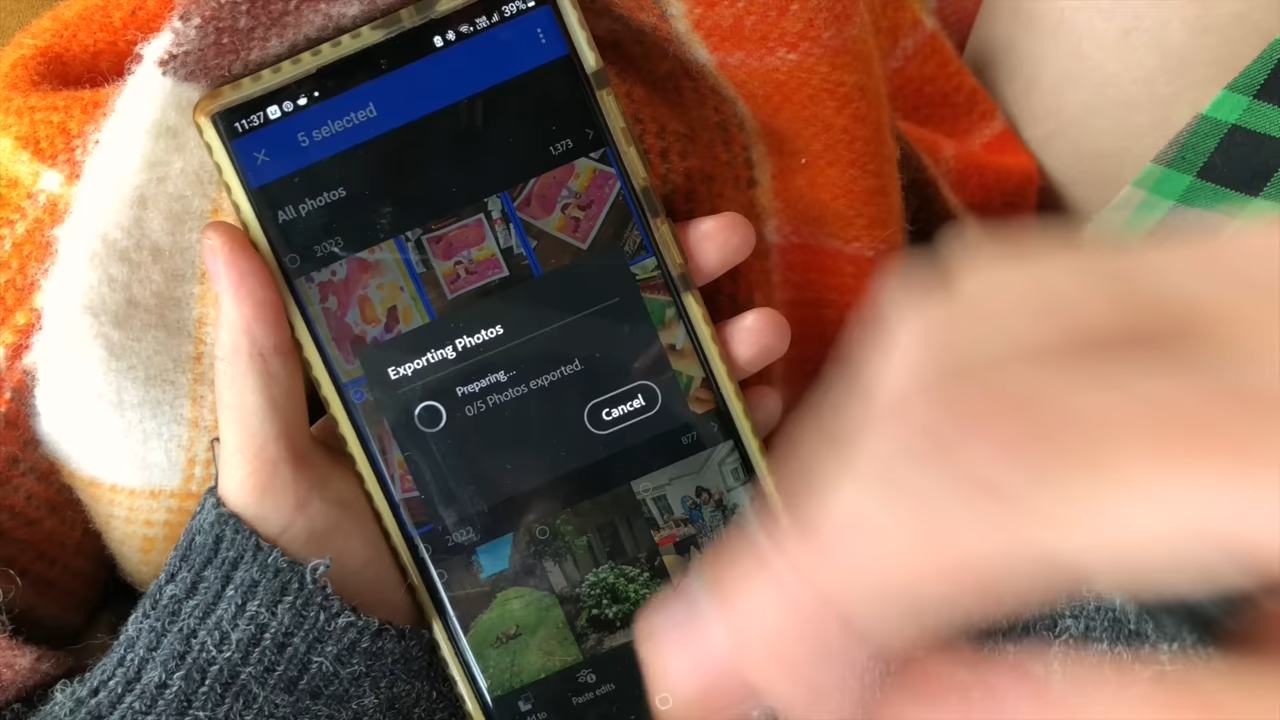 39%
11:37
5 selected
1,373
All photos
2023
Exporting Photos
Preparing...
0/5 Photos exported.
Cancel
877
2022
Paste edits